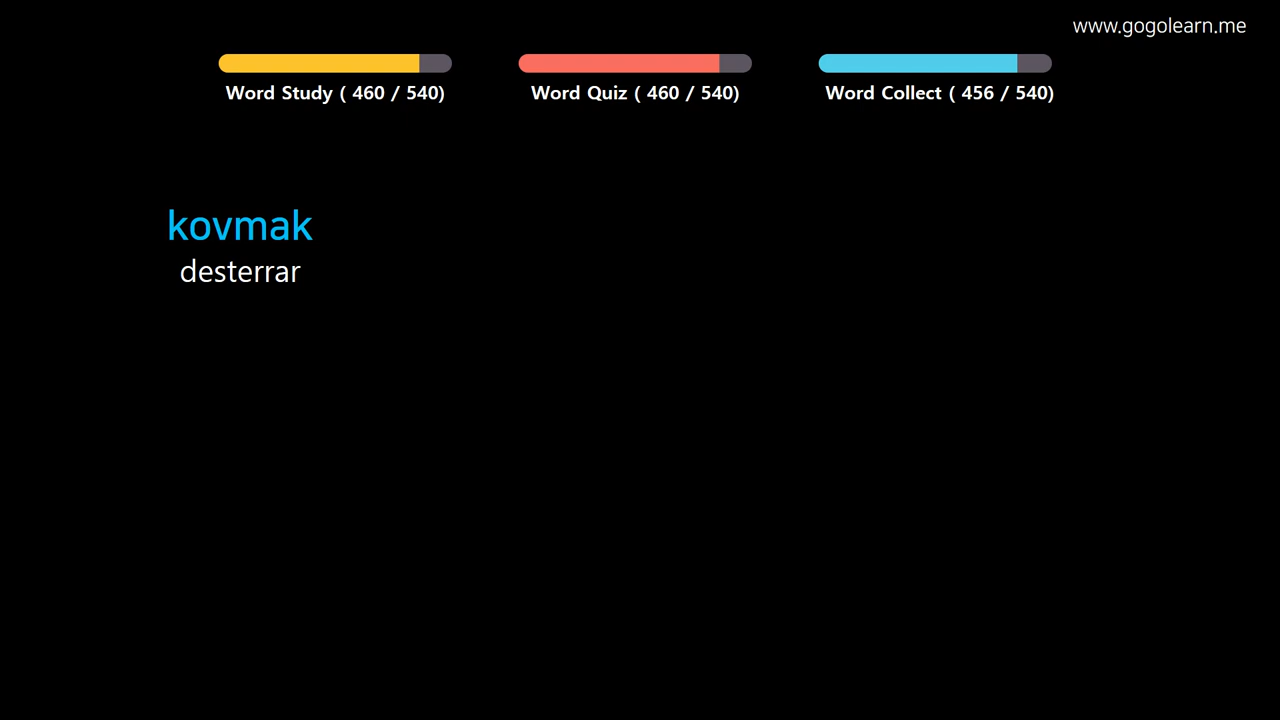 www.gogolearn.me
Word Study ( 460 / 540)
Word Quiz ( 460 / 540)
Word Collect ( 456 / 540)
kovmak
desterrar